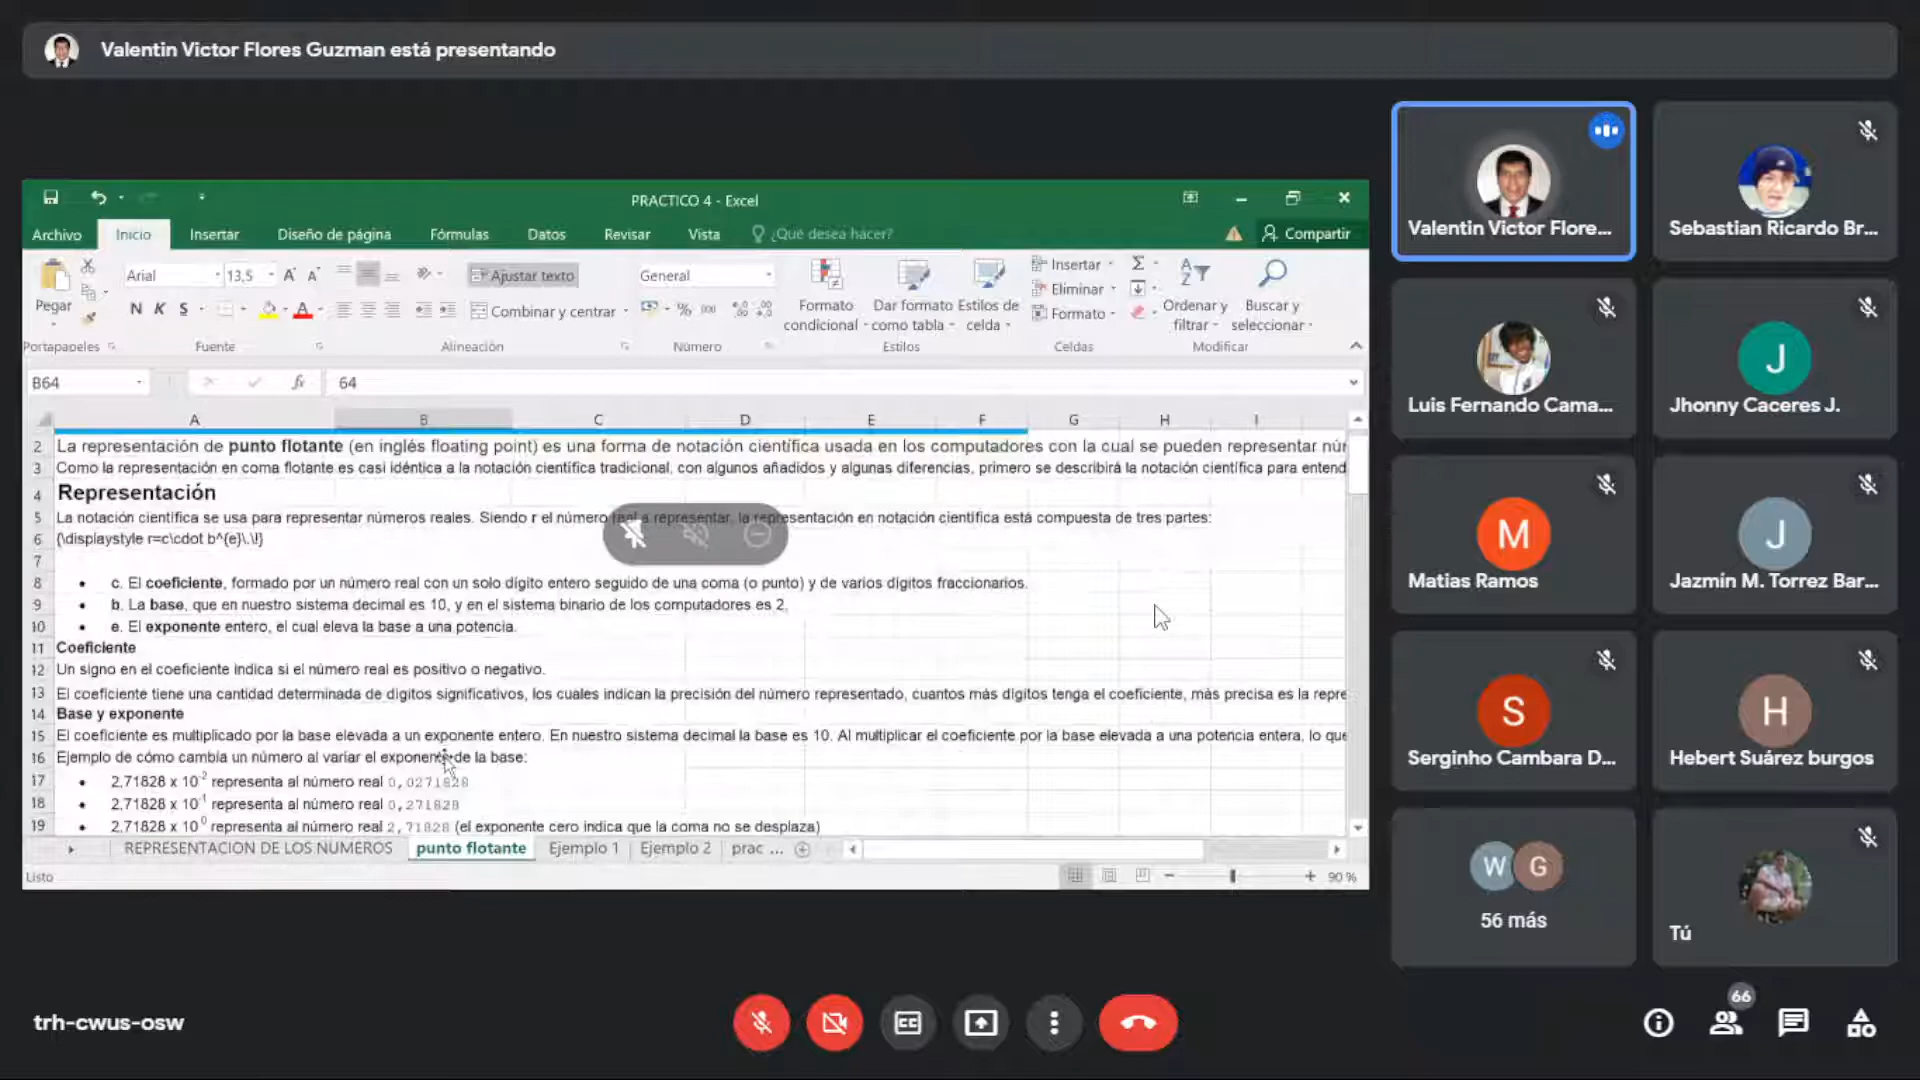 Valentin Victor Flores Guzman está presentando
PRACTICO 4 - Excel
Archivo Inicio Insertar Diseño de página Fórmulas Datos Revisar Vista ¿Qué desea hacer? Compartir
Pegar
Arial 13,5
N K S
Ajustar texto
Combinar y centrar
General
% 000
Formato condicional
Dar formato como tabla
Estilos de celda
Insertar
Eliminar
Formato
Ordenar y filtrar
Buscar y seleccionar
Portapapeles Fuente Alineación Número Estilos Celdas Modificar
B64 fx 64
A B C D E F G H I
2 La representación de punto flotante (en inglés floating point) es una forma de notación científica usada en los computadores con la cual se pueden representar núr
3 Como la representación en coma flotante es casi idéntica a la notación científica tradicional, con algunos añadidos y algunas diferencias, primero se describirá la notación científica para entend
4 Representación
5 La notación científica se usa para representar números reales. Siendo r el número real a representar, la representación en notación científica está compuesta de tres partes:
6 {\displaystyle r=c\cdot b^{e}\,\!}
7
8 • c. El coeficiente, formado por un número real con un solo dígito entero seguido de una coma (o punto) y de varios dígitos fraccionarios.
9 • b. La base, que en nuestro sistema decimal es 10, y en el sistema binario de los computadores es 2.
10 • e. El exponente entero, el cual eleva la base a una potencia.
11 Coeficiente
12 Un signo en el coeficiente indica si el número real es positivo o negativo.
13 El coeficiente tiene una cantidad determinada de dígitos significativos, los cuales indican la precisión del número representado, cuantos más dígitos tenga el coeficiente, más precisa es la repre
14 Base y exponente
15 El coeficiente es multiplicado por la base elevada a un exponente entero. En nuestro sistema decimal la base es 10. Al multiplicar el coeficiente por la base elevada a una potencia entera, lo que
16 Ejemplo de cómo cambia un número al variar el exponente de la base:
17 • 2,71828 x 10-2 representa al número real 0,0271828
18 • 2,71828 x 10-1 representa al número real 0,271828
19 • 2,71828 x 100 representa al número real 2,71828 (el exponente cero indica que la coma no se desplaza)
REPRESENTACION DE LOS NUMEROS punto flotante Ejemplo 1 Ejemplo 2 prac ...
Listo 90 %
Valentin Victor Flore...
Sebastian Ricardo Br...
Luis Fernando Cama...
J
Jhonny Caceres J.
M
Matias Ramos
J
Jazmin M. Torrez Bar...
S
Serginho Cambara D...
H
Hebert Suárez burgos
W G
56 más
Tú
trh-cwus-osw
CC
66